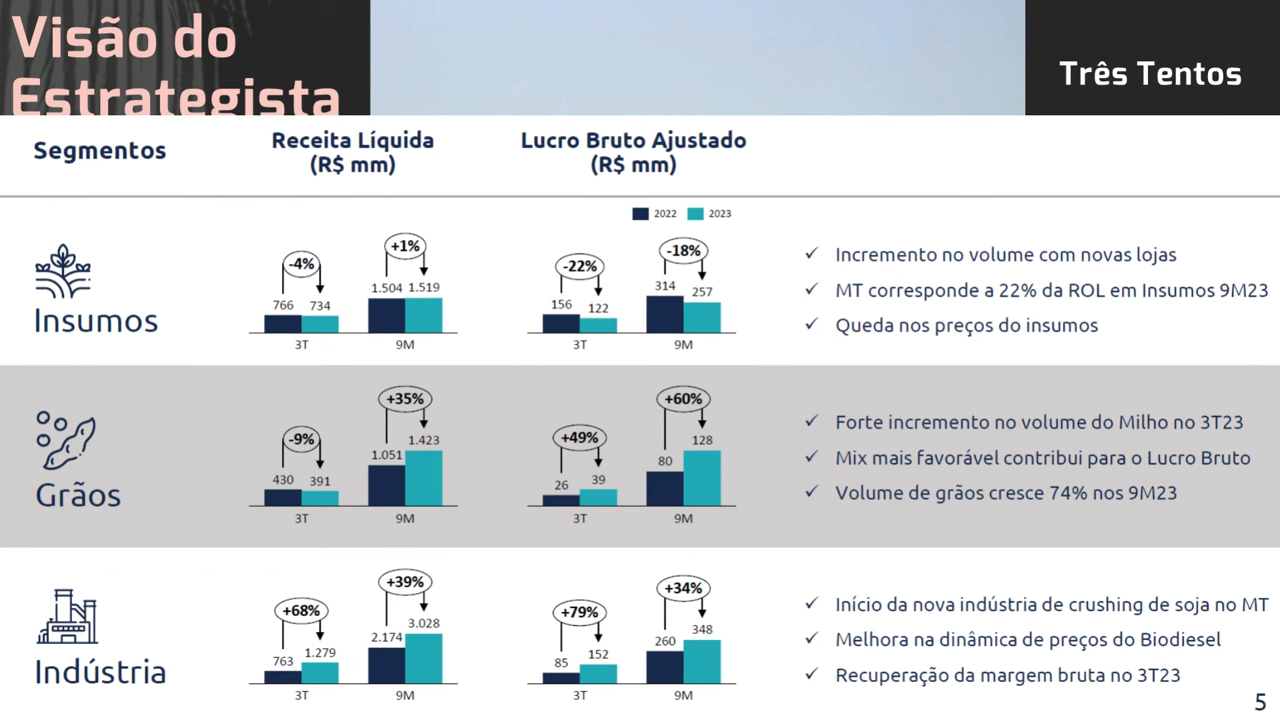 Visão do
Estrategista
Três Tentos
Segmentos
Receita Líquida
(R$ mm)
Lucro Bruto Ajustado
(R$ mm)
2022 2023
Insumos
-4%
766 734
3T
+1%
1.504 1.519
9M
-22%
156 122
3T
-18%
314 257
9M
✓ Incremento no volume com novas lojas
✓ MT corresponde a 22% da ROL em Insumos 9M23
✓ Queda nos preços do insumos
Grãos
-9%
430 391
3T
+35%
1.051 1.423
9M
+49%
26 39
3T
+60%
80 128
9M
✓ Forte incremento no volume do Milho no 3T23
✓ Mix mais favorável contribui para o Lucro Bruto
✓ Volume de grãos cresce 74% nos 9M23
Indústria
+68%
763 1.279
3T
+39%
2.174 3.028
9M
+79%
85 152
3T
+34%
260 348
9M
✓ Início da nova indústria de crushing de soja no MT
✓ Melhora na dinâmica de preços do Biodiesel
✓ Recuperação da margem bruta no 3T23
5